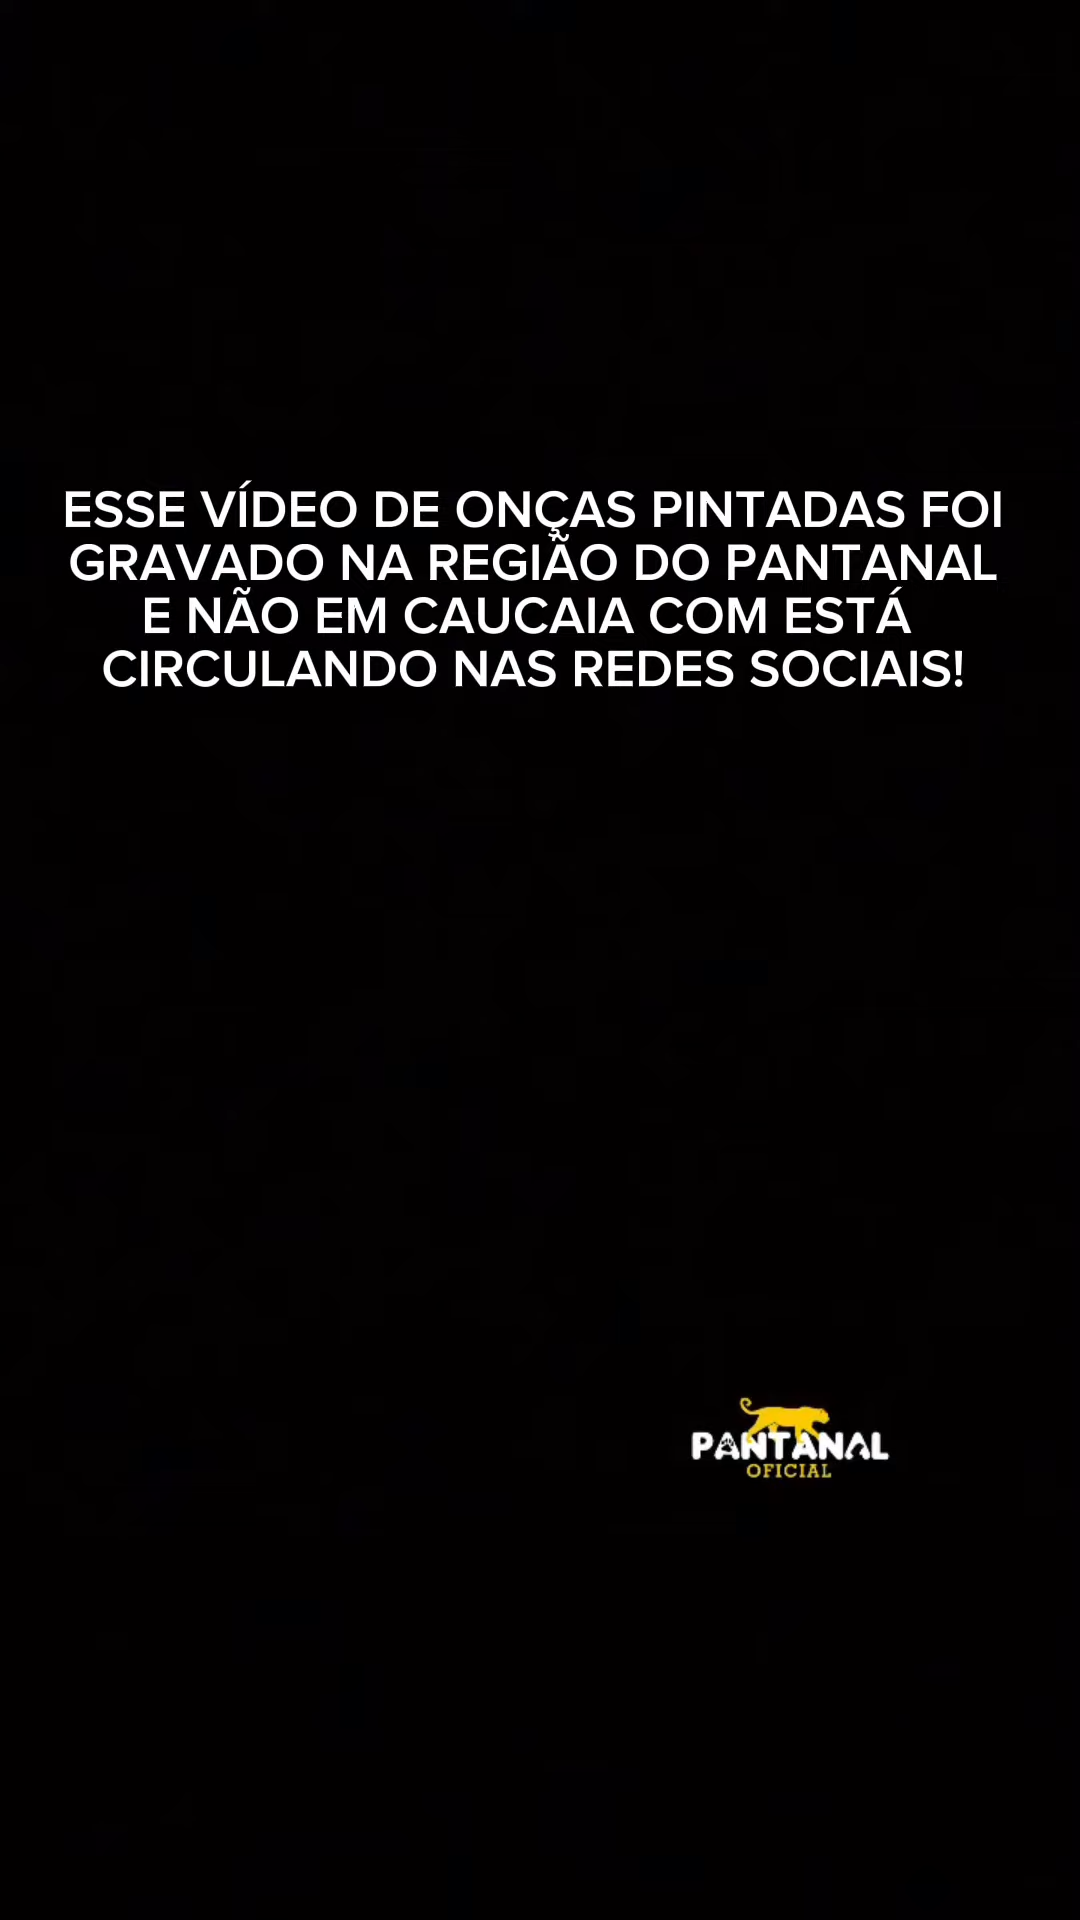 ESSE VÍDEO DE ONÇAS PINTADAS FOI
GRAVADO NA REGIÃO DO PANTANAL
E NÃO EM CAUCAIA COM ESTÁ
CIRCULANDO NAS REDES SOCIAIS!
PANTANAL
OFICIAL